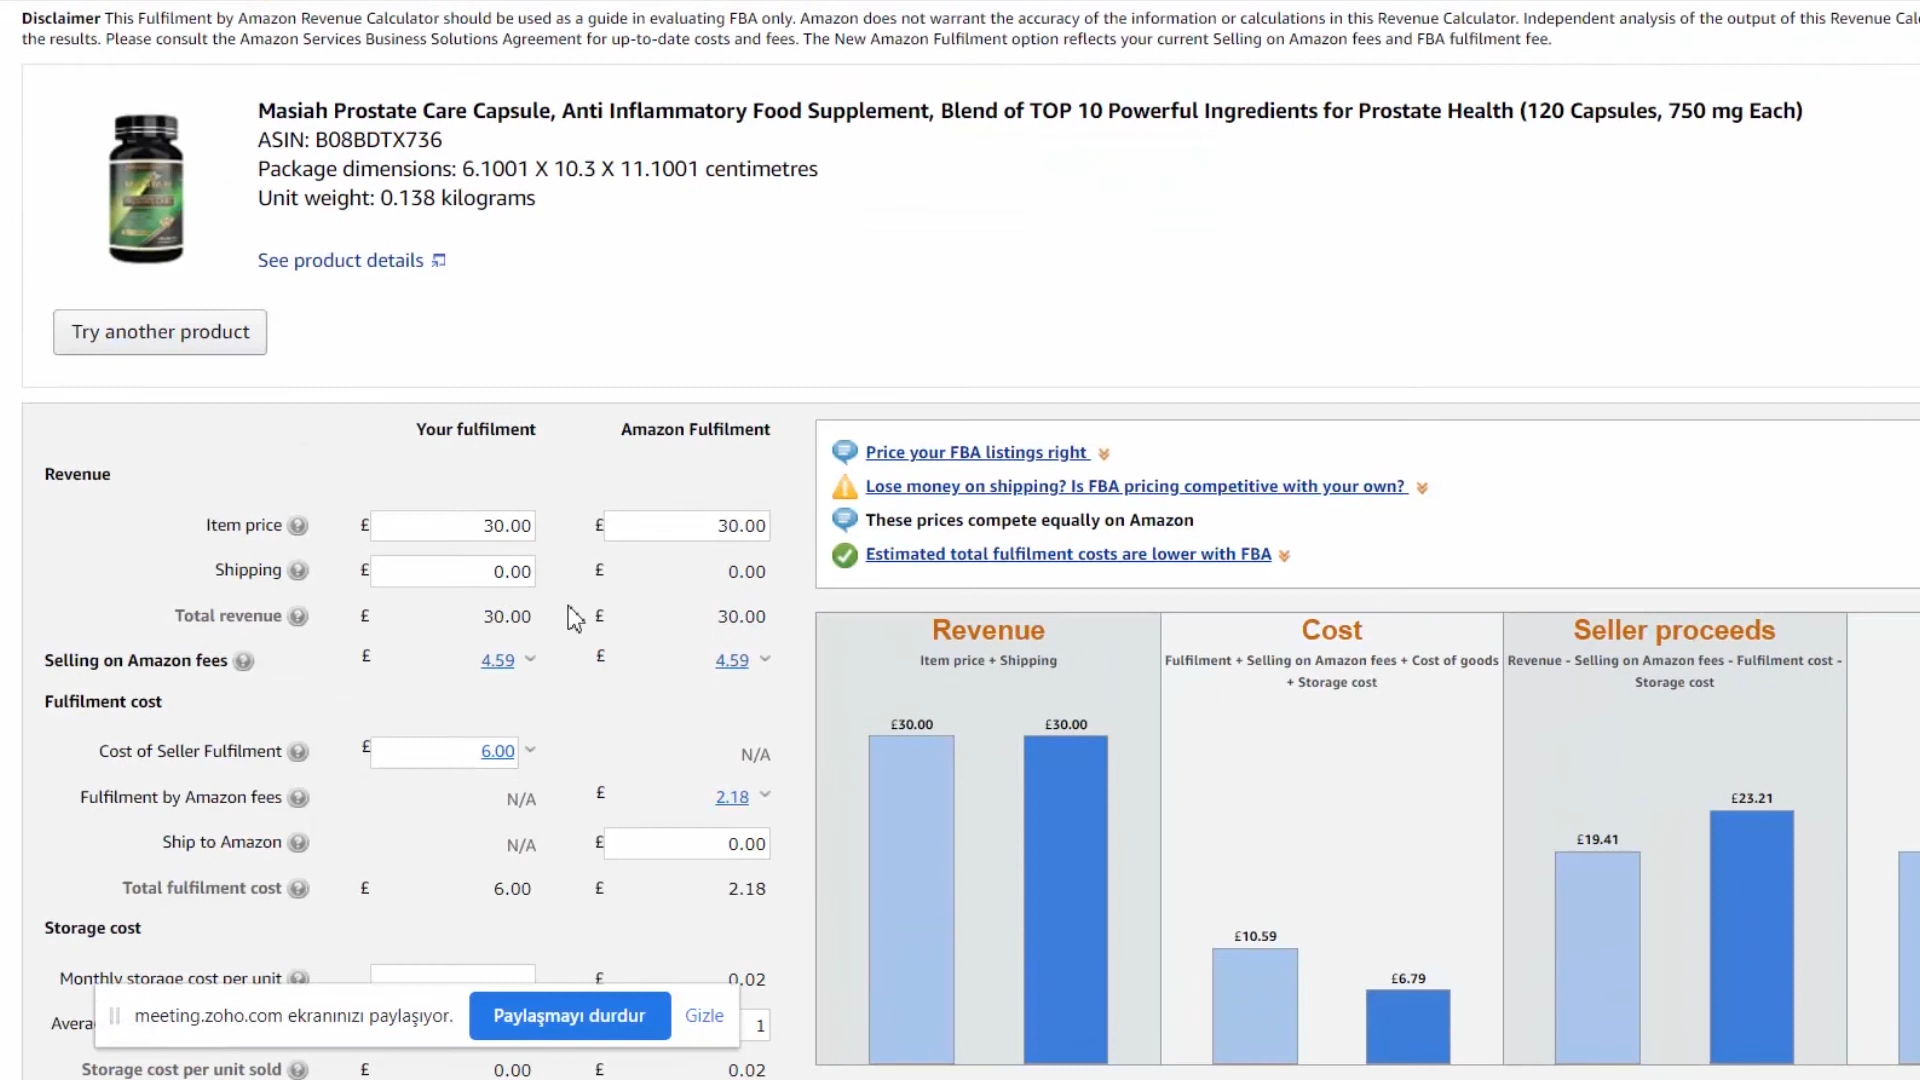 Disclaimer This Fulfilment by Amazon Revenue Calculator should be used as a guide in evaluating FBA only. Amazon does not warrant the accuracy of the information or calculations in this Revenue Calculator. Independent analysis of the output of this Revenue
the results. Please consult the Amazon Services Business Solutions Agreement for up-to-date costs and fees. The New Amazon Fulfilment option reflects your current Selling on Amazon fees and FBA fulfilment fee.
Masiah Prostate Care Capsule, Anti Inflammatory Food Supplement, Blend of TOP 10 Powerful Ingredients for Prostate Health (120 Capsules, 750 mg Each)
ASIN: B08BDTX736
Package dimensions: 6.1001 X 10.3 X 11.1001 centimetres
Unit weight: 0.138 kilograms
See product details
Try another product
Your fulfilment Amazon Fulfilment
Revenue
Item price £ 30.00 £ 30.00
Shipping £ 0.00 £ 0.00
Total revenue £ 30.00 £ 30.00
Selling on Amazon fees £ 4.59 £ 4.59
Fulfilment cost
Cost of Seller Fulfilment £ 6.00 N/A
Fulfilment by Amazon fees N/A £ 2.18
Ship to Amazon N/A £ 0.00
Total fulfilment cost £ 6.00 £ 2.18
Storage cost
Monthly storage cost per unit £ 0.02
Avera 1
Storage cost per unit sold £ 0.00 £ 0.02
meeting.zoho.com ekranınızı paylaşıyor. Paylaşmayı durdur Gizle
Price your FBA listings right
Lose money on shipping? Is FBA pricing competitive with your own?
These prices compete equally on Amazon
Estimated total fulfilment costs are lower with FBA
Revenue
Item price + Shipping
£30.00 £30.00
Cost
Fulfilment + Selling on Amazon fees + Cost of goods
+ Storage cost
£10.59
£6.79
Seller proceeds
Revenue - Selling on Amazon fees - Fulfilment cost -
Storage cost
£19.41
£23.21